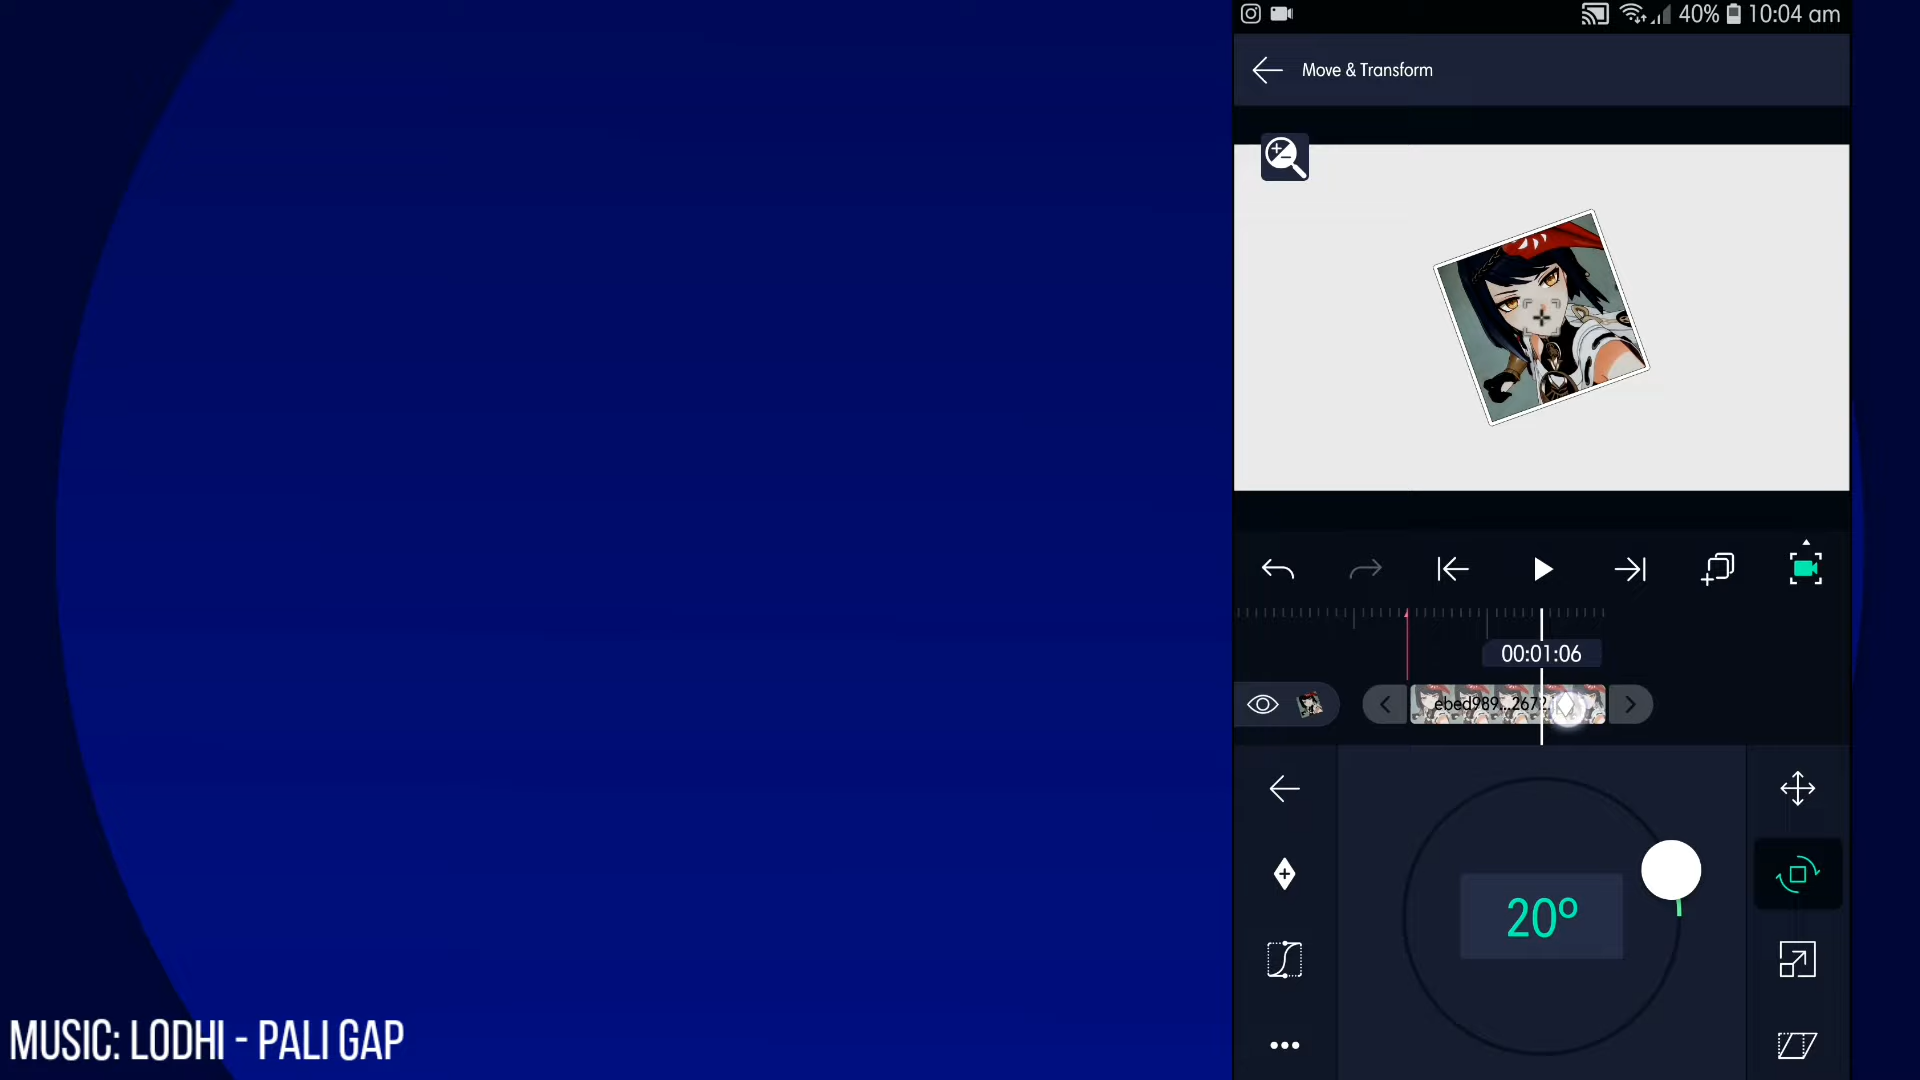 40% 10:04 am
Move & Transform
00:01:06
ebed989...2672
20°
MUSIC: LODHI - PALI GAP